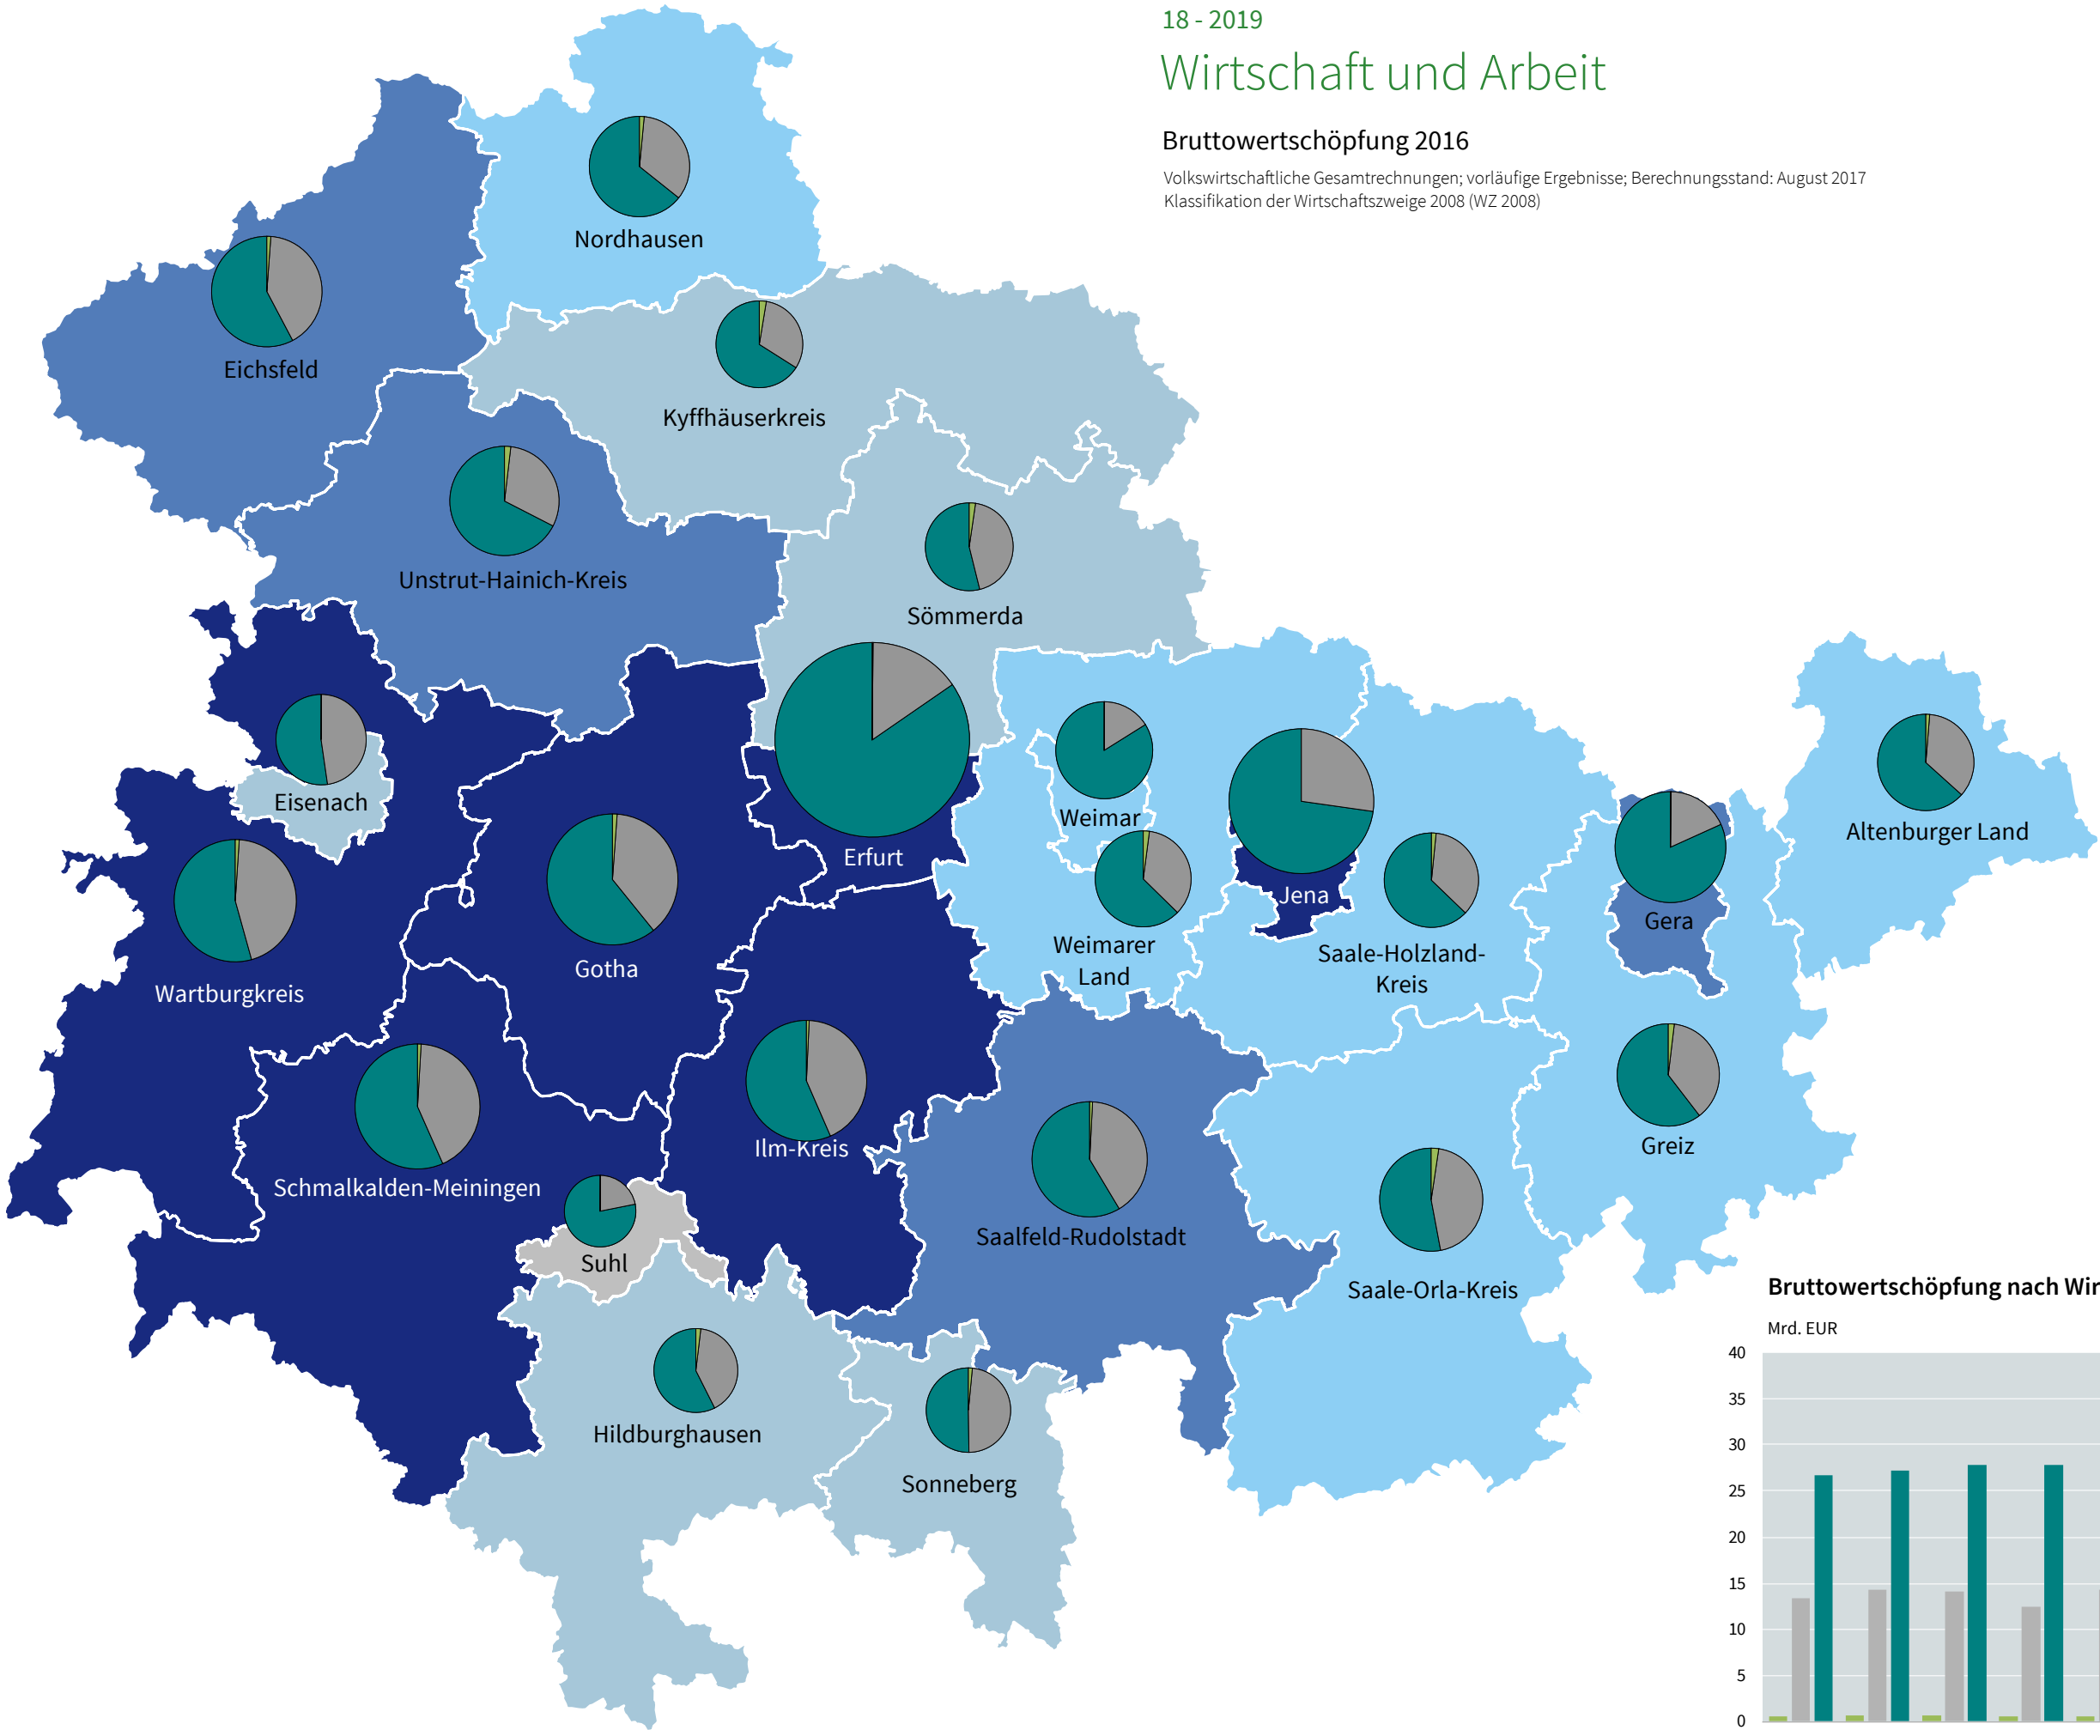 18 - 2019
Wirtschaft und Arbeit
Bruttowertschöpfung 2016
Volkswirtschaftliche Gesamtrechnungen; vorläufige Ergebnisse; Berechnungsstand: August 2017
Klassifikation der Wirtschaftszweige 2008 (WZ 2008)
Nordhausen
Eichsfeld
Kyffhäuserkreis
Unstrut-Hainich-Kreis
Sömmerda
Eisenach
Weimar
Altenburger Land
Erfurt
Jena
Gera
Weimarer
Land
Saale-Holzland-
Kreis
Gotha
Wartburgkreis
Ilm-Kreis
Greiz
Schmalkalden-Meiningen
Saalfeld-Rudolstadt
Suhl
Saale-Orla-Kreis
Hildburghausen
Sonneberg
Bruttowertschöpfung nach Wir
Mrd. EUR
40
35
30
25
20
15
10
5
0